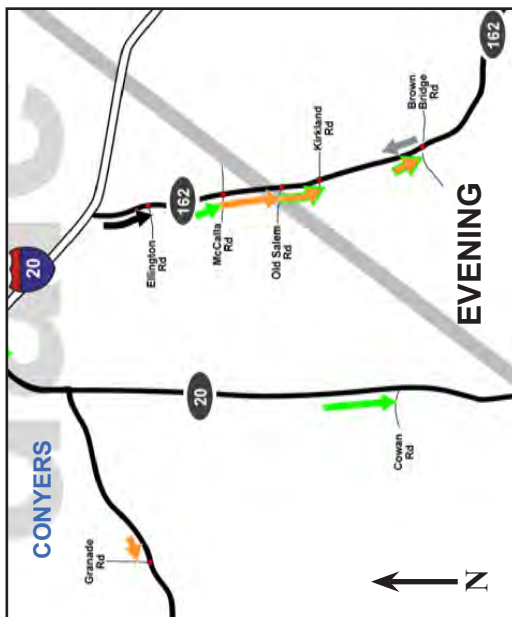 CONYERS
20
Granade
Rd
Ellington
Rd
162
20
McCalla
Rd
Old Salem
Rd
Kirkland
Rd
Cowan
Rd
Brown
Bridge
Rd
162
EVENING
N